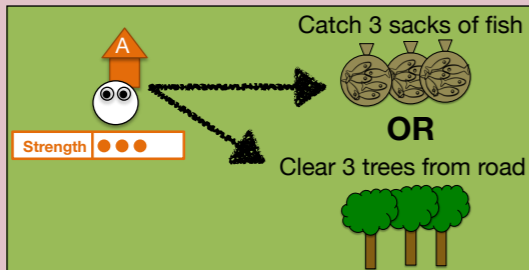 Catch 3 sacks of fish
A
OR
Strength
Clear 3 trees from road